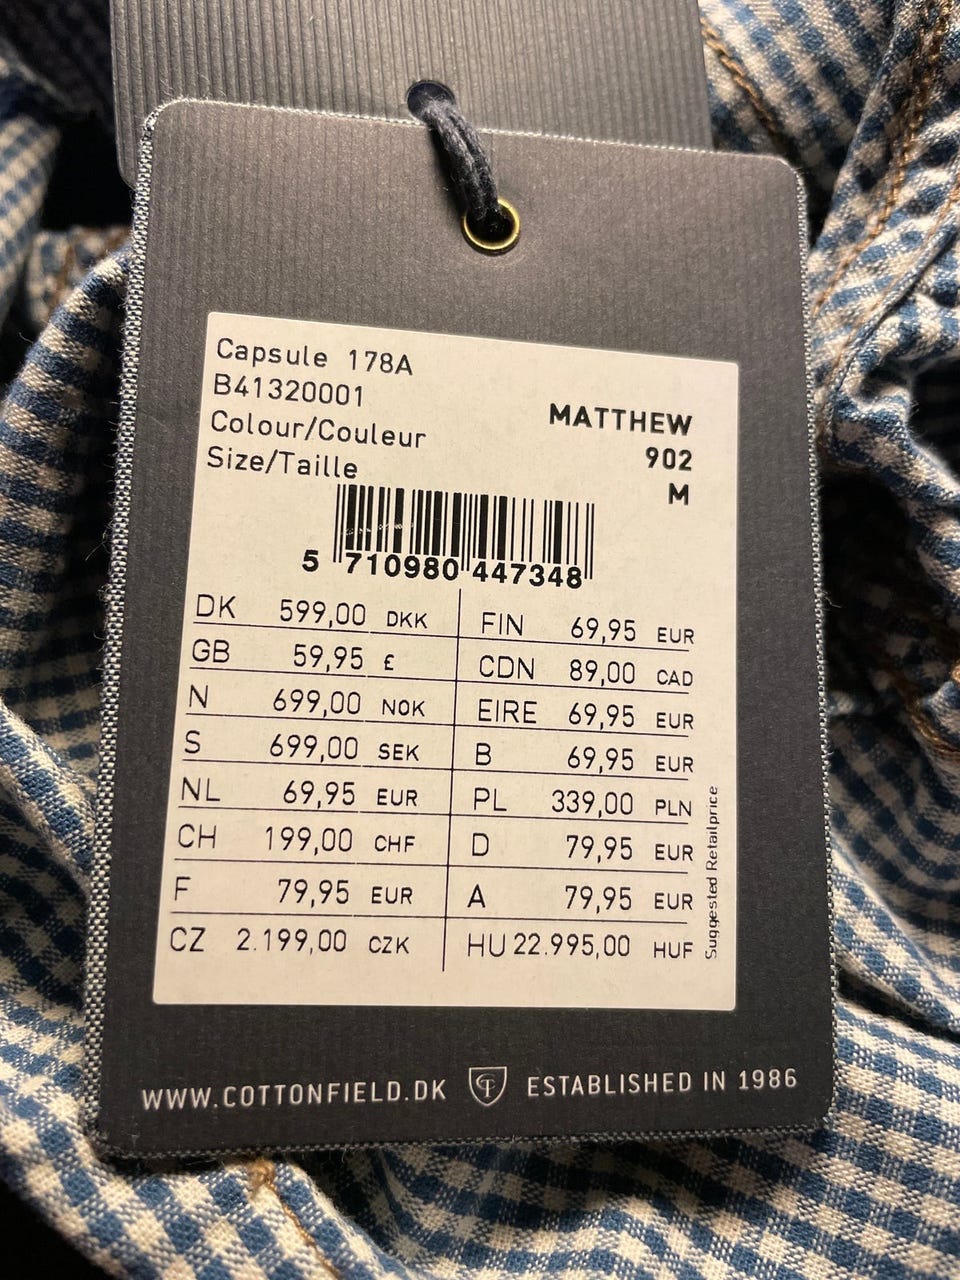 Capsule 178A
B41320001
Colour/Couleur
Size/Taille
MATTHEW
902
M
5 710980 447348
DK 599,00 DKK
GB 59,95 £
N 699,00 NOK
S 699,00 SEK
NL 69,95 EUR
CH 199,00 CHF
F 79,95 EUR
CZ 2.199,00 CZK
FIN 69,95 EUR
CDN 89,00 CAD
EIRE 69,95 EUR
B 69,95 EUR
PL 339,00 PLN
D 79,95 EUR
A 79,95 EUR
HU 22.995,00 HUF
Suggested Retailprice
WWW.COTTONFIELD.DK CF ESTABLISHED IN 1986